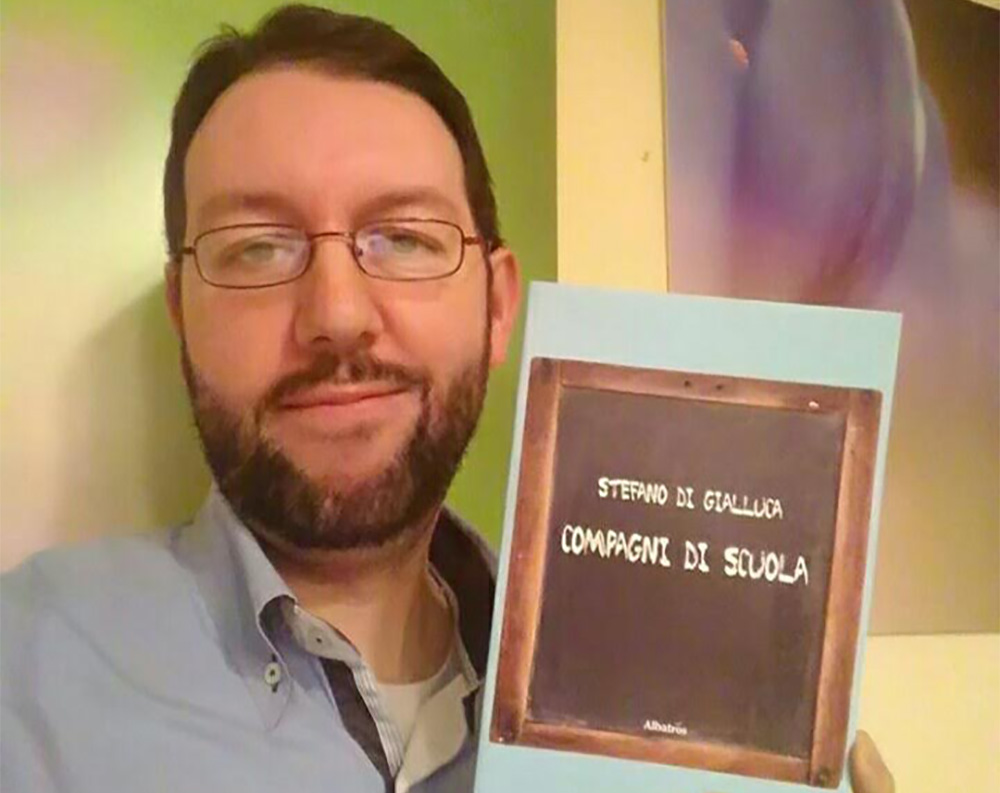 STEFANO DI GIALLUCA
COMPAGNI DI SCUOLA
Albatros